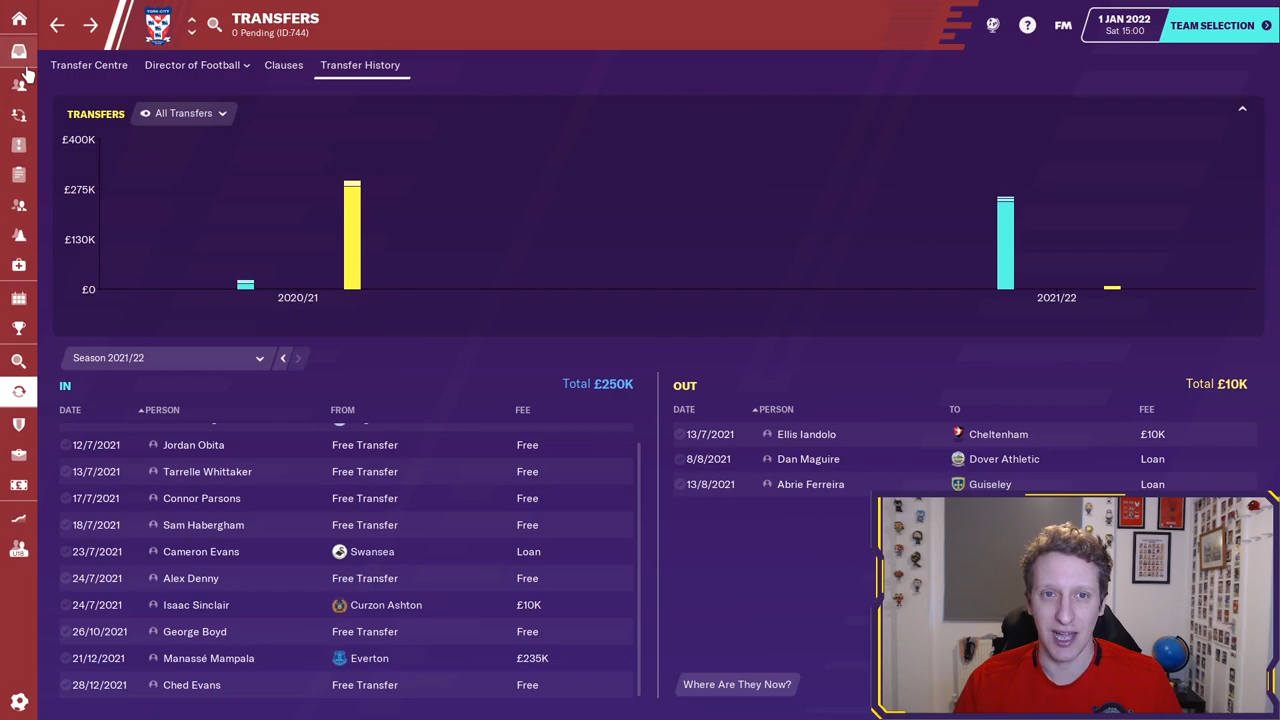 TRANSFERS
0 Pending (ID:744)
?
FM
1 JAN 2022
Sat 15:00
TEAM SELECTION
Transfer Centre Director of Football Clauses Transfer History
TRANSFERS All Transfers
£400K
£275K
£130K
£0
2020/21 2021/22
Season 2021/22
IN Total £250K
DATE PERSON FROM FEE
12/7/2021 Jordan Obita Free Transfer Free
13/7/2021 Tarrelle Whittaker Free Transfer Free
17/7/2021 Connor Parsons Free Transfer Free
18/7/2021 Sam Habergham Free Transfer Free
23/7/2021 Cameron Evans Swansea Loan
24/7/2021 Alex Denny Free Transfer Free
24/7/2021 Isaac Sinclair Curzon Ashton £10K
26/10/2021 George Boyd Free Transfer Free
21/12/2021 Manassé Mampala Everton £235K
28/12/2021 Ched Evans Free Transfer Free
OUT Total £10K
DATE PERSON TO FEE
13/7/2021 Ellis Iandolo Cheltenham £10K
8/8/2021 Dan Maguire Dover Athletic Loan
13/8/2021 Abrie Ferreira Guiseley Loan
Where Are They Now?
U18